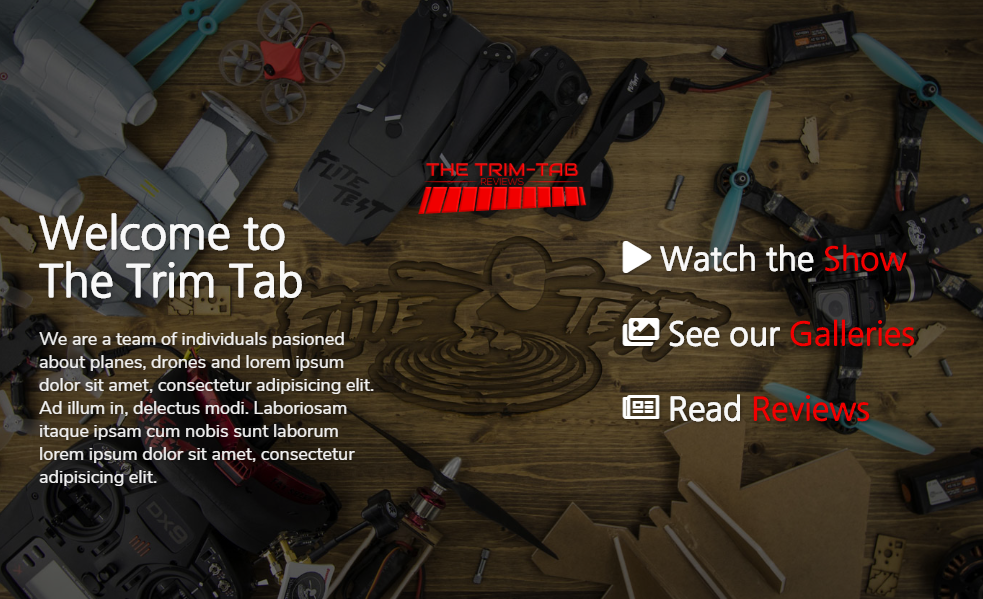 THE TRIM-TAB
REVIEWS
FLITE
TEST
Welcome to
The Trim Tab
We are a team of individuals pasioned
about planes, drones and lorem ipsum
dolor sit amet, consectetur adipisicing elit.
Ad illum in, delectus modi. Laboriosam
itaque ipsam cum nobis sunt laborum
lorem ipsum dolor sit amet, consectetur
adipisicing elit.
Watch the Show
See our Galleries
Read Reviews
FLITE TEST
DX9